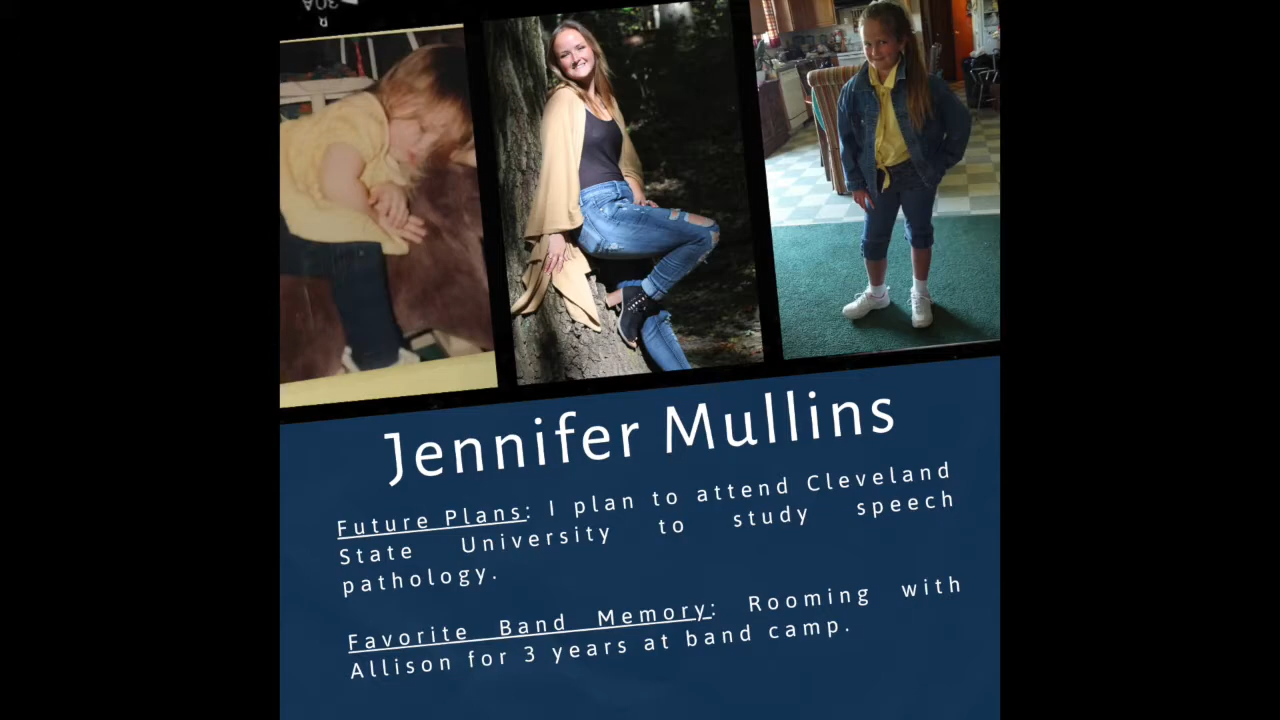 30A
Jennifer Mullins
Future Plans: I plan to attend Cleveland
State University to study speech
pathology.
Favorite Band Memory: Rooming with
Allison for 3 years at band camp.